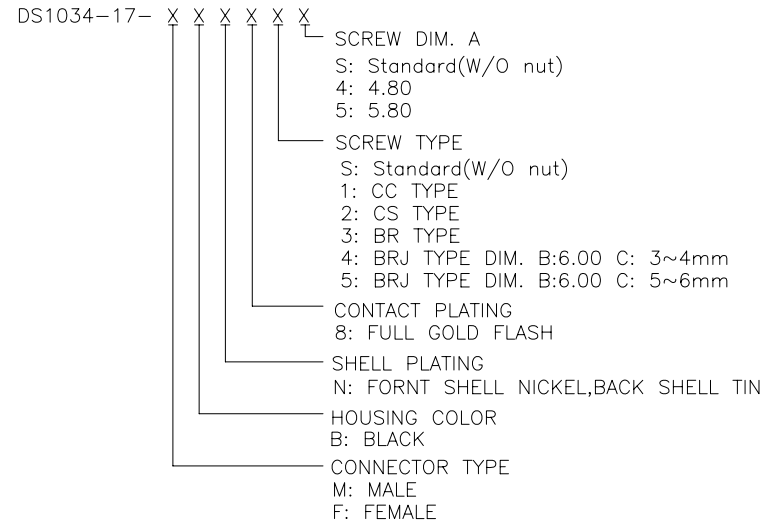 DS1034-17- X X X X X X
SCREW DIM. A
S: Standard(W/O nut)
4: 4.80
5: 5.80
SCREW TYPE
S: Standard(W/O nut)
1: CC TYPE
2: CS TYPE
3: BR TYPE
4: BRJ TYPE DIM. B:6.00 C: 3~4mm
5: BRJ TYPE DIM. B:6.00 C: 5~6mm
CONTACT PLATING
8: FULL GOLD FLASH
SHELL PLATING
N: FORNT SHELL NICKEL,BACK SHELL TIN
HOUSING COLOR
B: BLACK
CONNECTOR TYPE
M: MALE
F: FEMALE